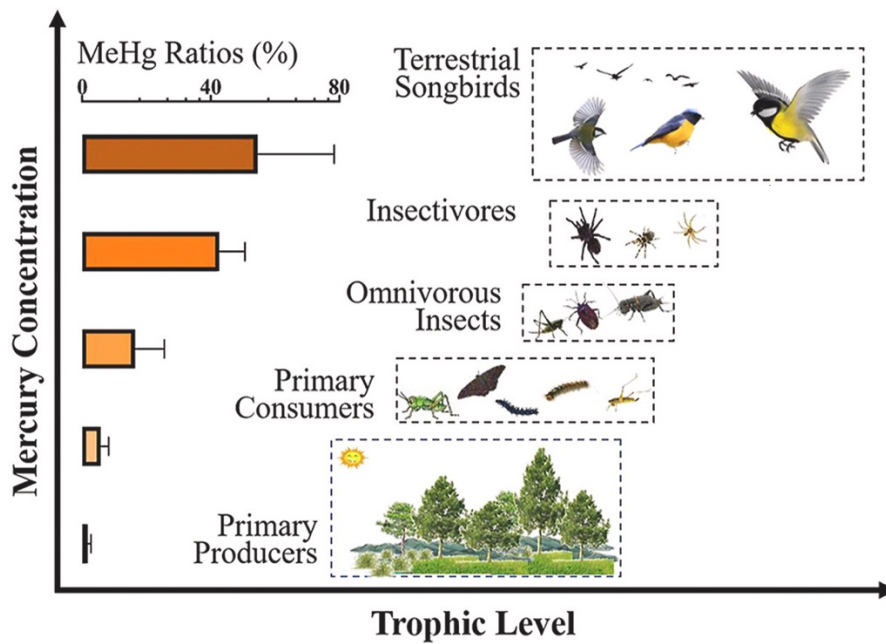 MeHg Ratios (%)
0 40 80
Terrestrial
Songbirds
Insectivores
Omnivorous
Insects
Primary
Consumers
Primary
Producers
Mercury Concentration
Trophic Level